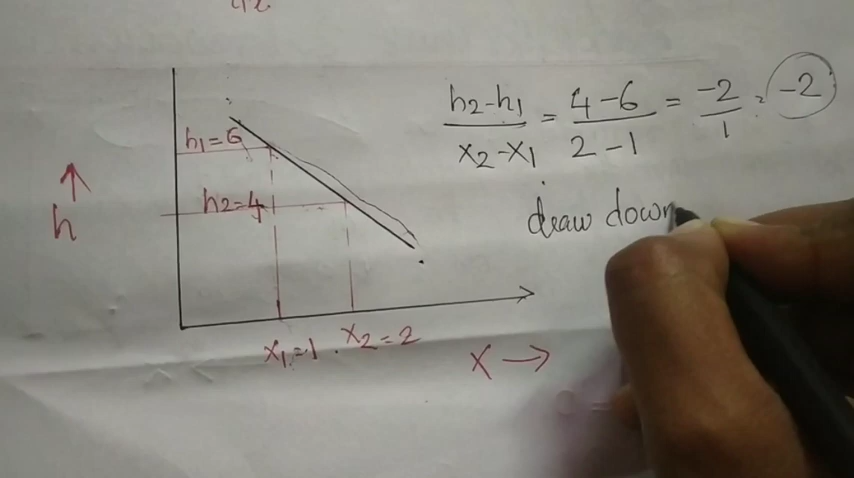 h2-h1 / x2-x1 = 4-6 / 2-1 = -2 / 1 = -2
h1=6
h2=4
h
draw down
x1=1 x2=2
x →